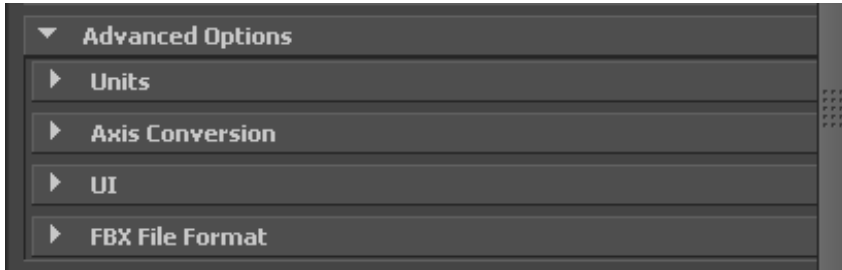 Advanced Options
Units
Axis Conversion
UI
FBX File Format